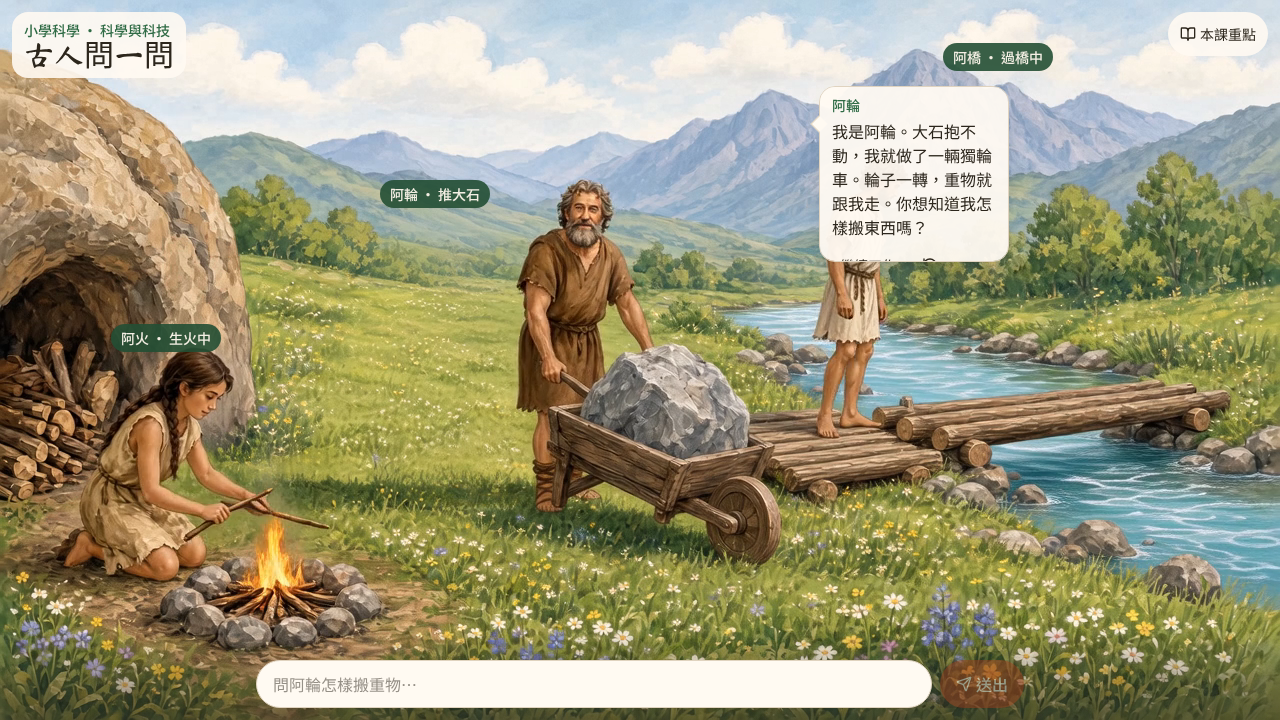 小學科學 · 科學與科技
古人問一問
本課重點
阿橋 · 過橋中
阿輪
我是阿輪。大石抱不
動，我就做了一輛獨輪
車。輪子一轉，重物就
跟我走。你想知道我怎
樣搬東西嗎？
阿輪 · 推大石
阿火 · 生火中
問阿輪怎樣搬重物⋯
送出